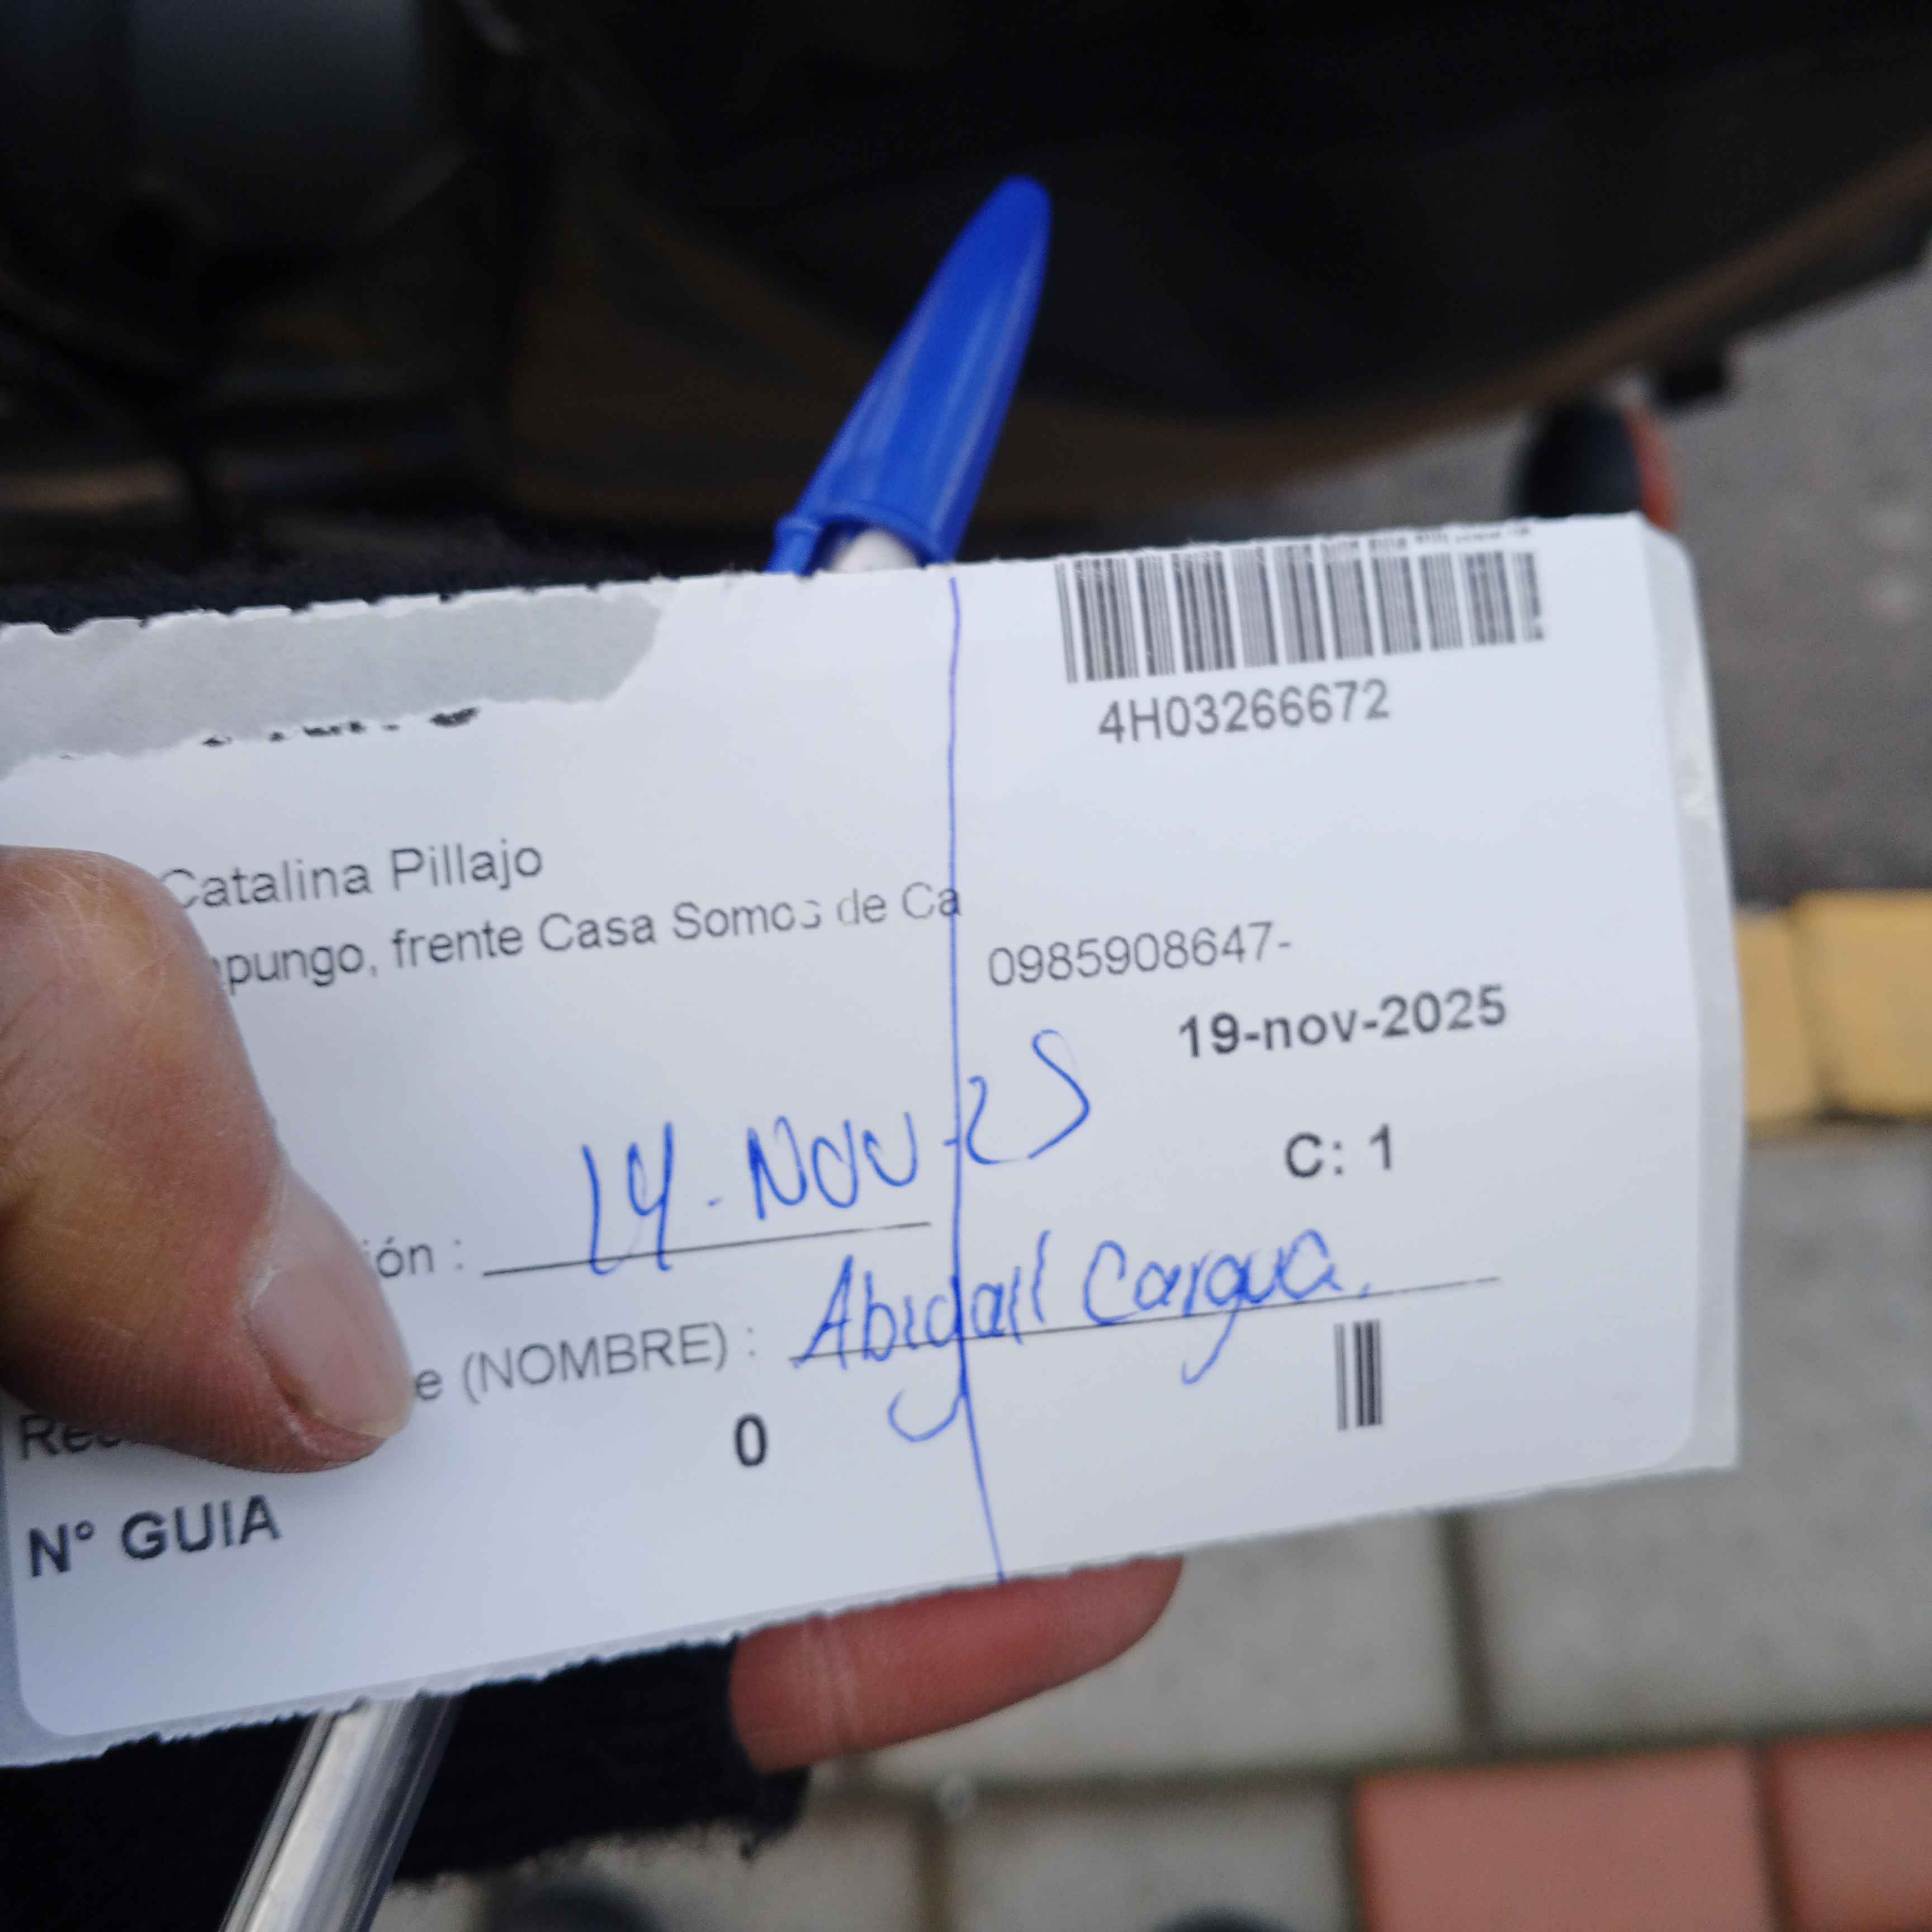 4H03266672
Catalina Pillajo
pungo, frente Casa Somos de Ca
0985908647-
19-nov-2025
14-Nov-25
C: 1
ión :
Abigail Cargua.
e (NOMBRE) :
0
N° GUIA